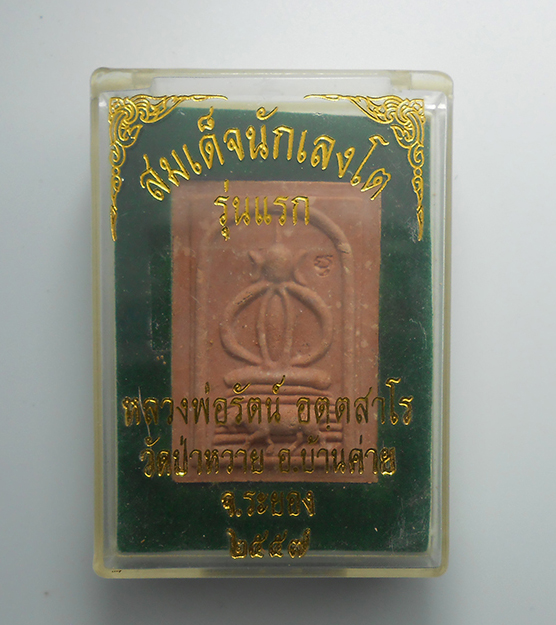 สมเด็จนักเลงโต
รุ่นแรก
หลวงพ่อรัตน์ อตฺตสาโร
วัดป่าหวาย อ.บ้านค่าย
จ.ระยอง
๒๕๕๗